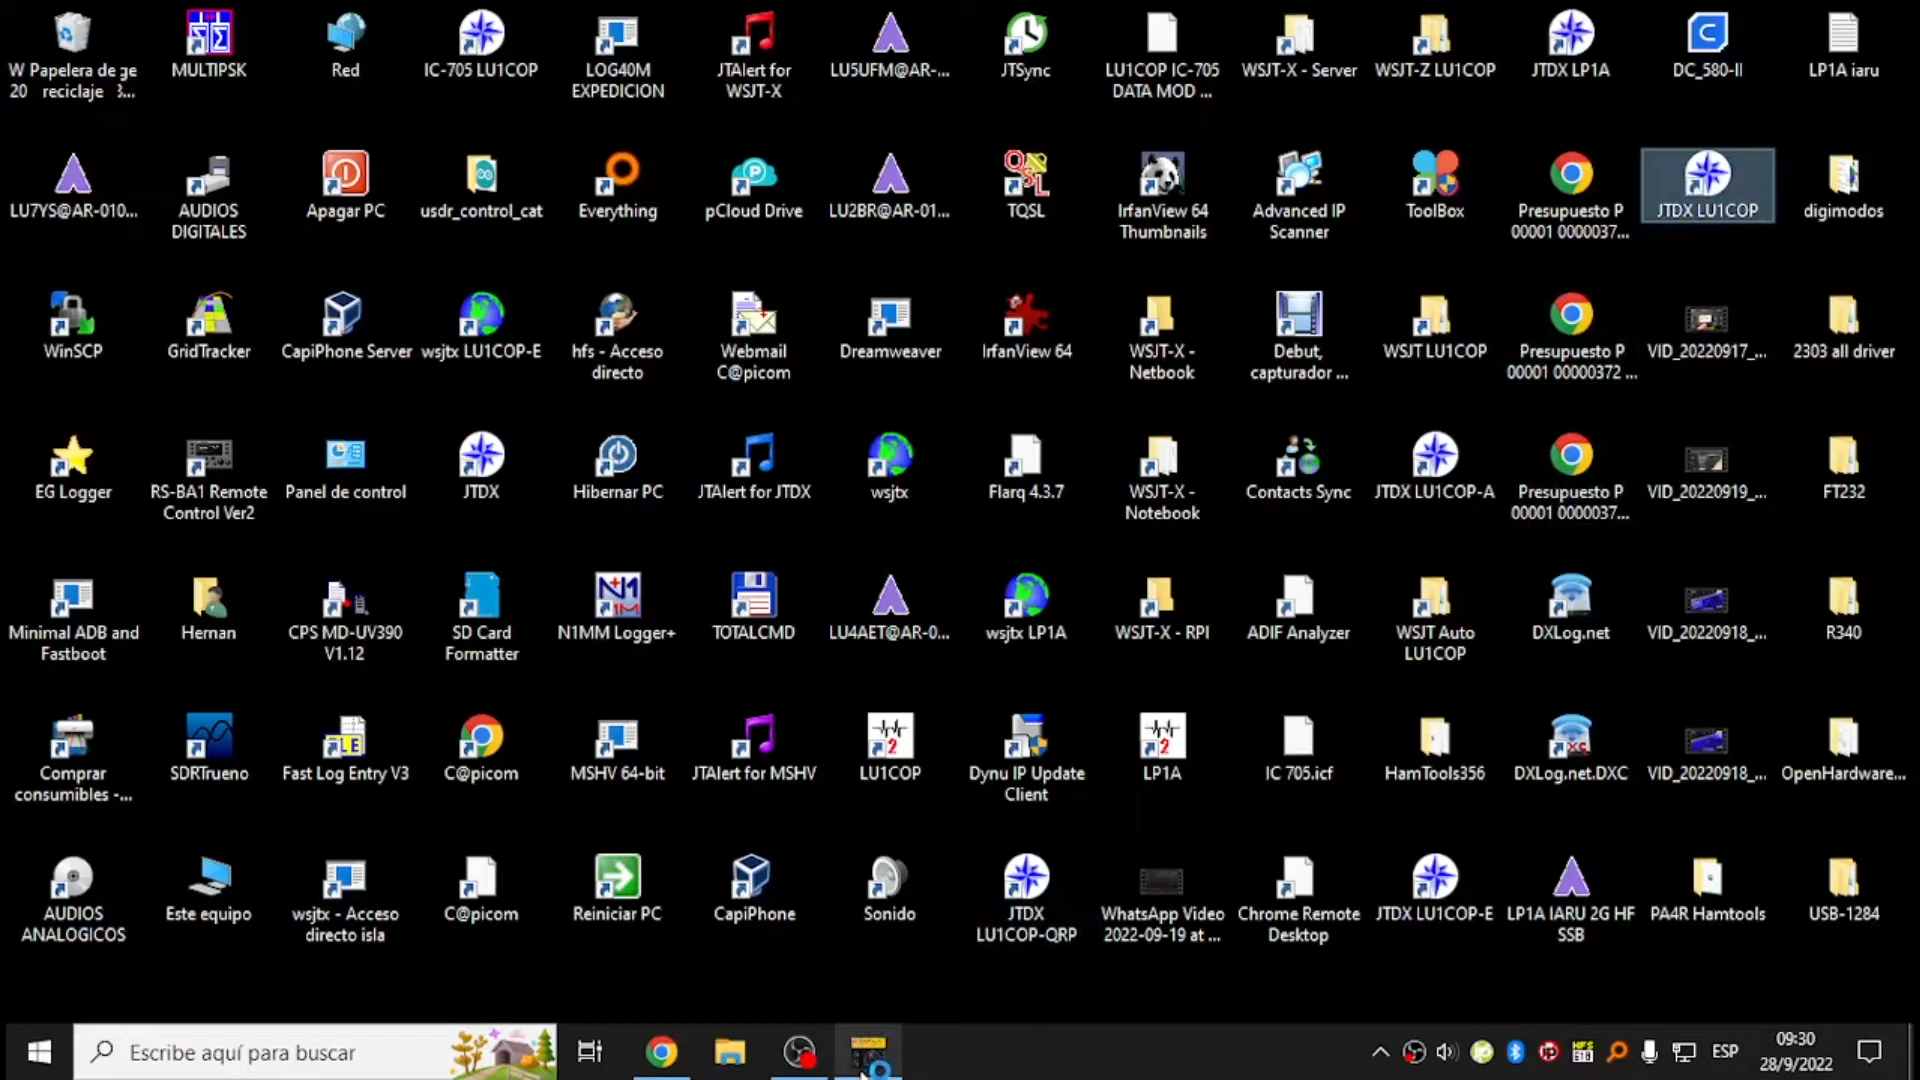 W Papelera de ge
20 reciclaje 3...
MULTIPSK
Red
IC-705 LU1COP
LOG40M
EXPEDICION
JTAlert for
WSJT-X
LU5UFM@AR-...
JTSync
LU1COP IC-705
DATA MOD ...
WSJT-X - Server
WSJT-Z LU1COP
JTDX LP1A
DC_580-II
LP1A iaru
LU7YS@AR-010...
AUDIOS
DIGITALES
Apagar PC
usdr_control_cat
Everything
pCloud Drive
LU2BR@AR-01...
TQSL
IrfanView 64
Thumbnails
Advanced IP
Scanner
ToolBox
Presupuesto P
00001 0000037...
JTDX LU1COP
digimodos
WinSCP
GridTracker
CapiPhone Server
wsjtx LU1COP-E
hfs - Acceso
directo
Webmail
C@picom
Dreamweaver
IrfanView 64
WSJT-X -
Netbook
Debut,
capturador ...
WSJT LU1COP
Presupuesto P
00001 00000372 ...
VID_20220917_...
2303 all driver
EG Logger
RS-BA1 Remote
Control Ver2
Panel de control
JTDX
Hibernar PC
JTAlert for JTDX
wsjtx
Flarq 4.3.7
WSJT-X -
Notebook
Contacts Sync
JTDX LU1COP-A
Presupuesto P
00001 0000037...
VID_20220919_...
FT232
Minimal ADB and
Fastboot
Hernan
CPS MD-UV390
V1.12
SD Card
Formatter
N1MM Logger+
TOTALCMD
LU4AET@AR-0...
wsjtx LP1A
WSJT-X - RPI
ADIF Analyzer
WSJT Auto
LU1COP
DXLog.net
VID_20220918_...
R340
Comprar
consumibles -...
SDRTrueno
Fast Log Entry V3
C@picom
MSHV 64-bit
JTAlert for MSHV
LU1COP
Dynu IP Update
Client
LP1A
IC 705.icf
HamTools356
DXLog.net.DXC
VID_20220918_...
OpenHardware...
AUDIOS
ANALOGICOS
Este equipo
wsjtx - Acceso
directo isla
C@picom
Reiniciar PC
CapiPhone
Sonido
JTDX
LU1COP-QRP
WhatsApp Video
2022-09-19 at ...
Chrome Remote
Desktop
JTDX LU1COP-E
LP1A IARU 2G HF
SSB
PA4R Hamtools
USB-1284
Escribe aquí para buscar
ESP
09:30
28/9/2022